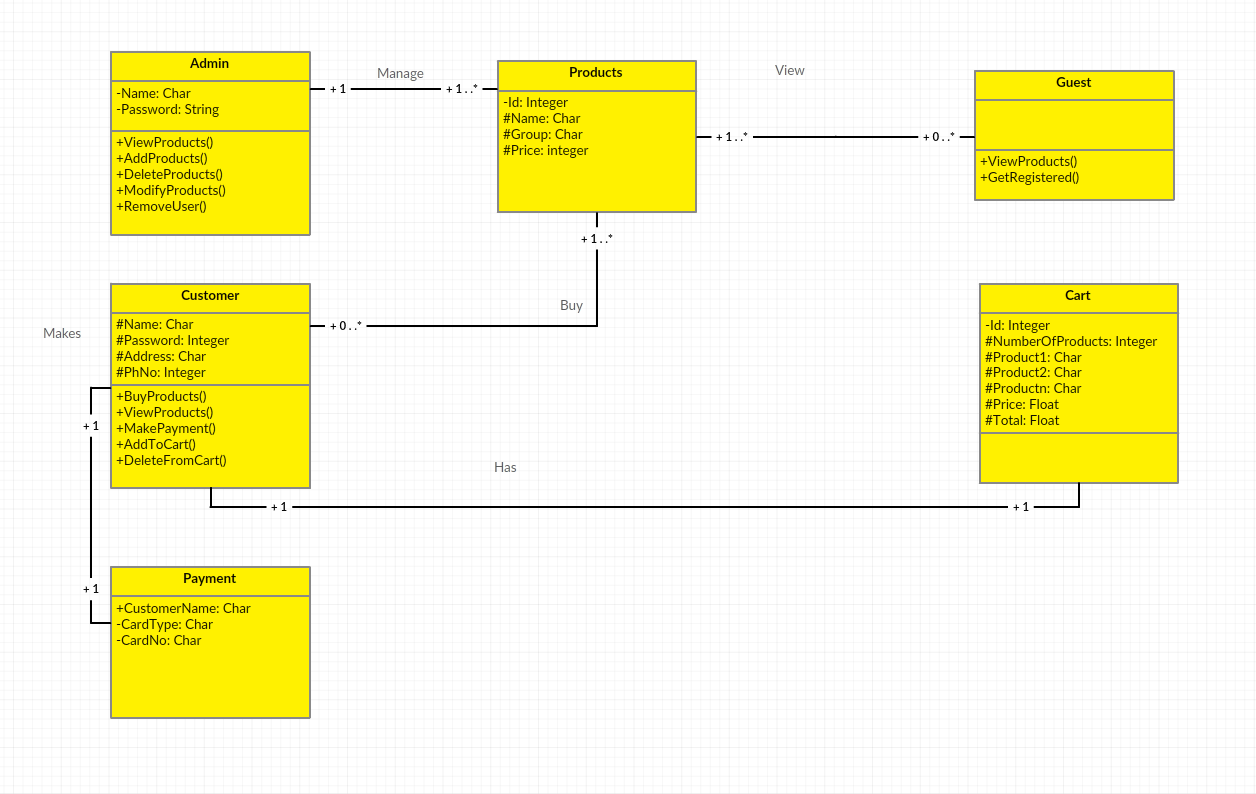 Admin
-Name: Char
-Password: String
+ViewProducts()
+AddProducts()
+DeleteProducts()
+ModifyProducts()
+RemoveUser()
Manage
+ 1
+ 1 . . *
Products
-Id: Integer
#Name: Char
#Group: Char
#Price: integer
View
+ 1 . . *
+ 0 . . *
Guest
+ViewProducts()
+GetRegistered()
+ 1 . . *
Buy
+ 0 . . *
Customer
#Name: Char
#Password: Integer
#Address: Char
#PhNo: Integer
+BuyProducts()
+ViewProducts()
+MakePayment()
+AddToCart()
+DeleteFromCart()
Cart
-Id: Integer
#NumberOfProducts: Integer
#Product1: Char
#Product2: Char
#Productn: Char
#Price: Float
#Total: Float
Has
+ 1
+ 1
Makes
+ 1
+ 1
Payment
+CustomerName: Char
-CardType: Char
-CardNo: Char